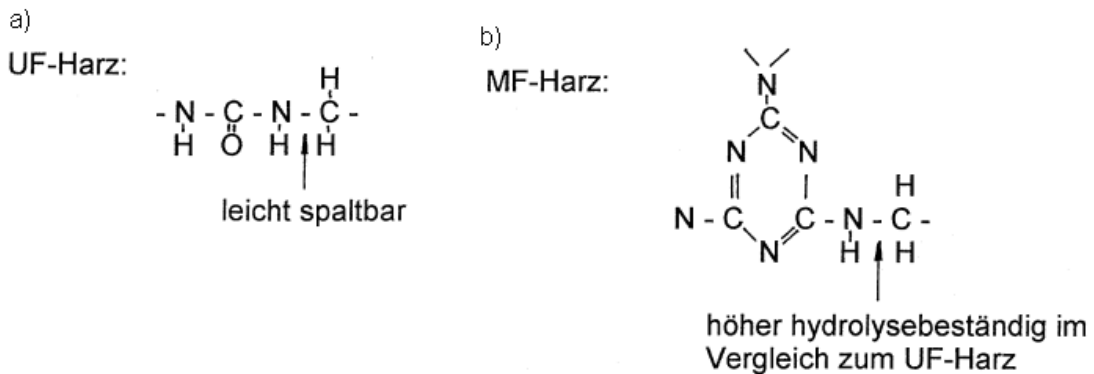 a)
UF-Harz:
H
- N - C - N - C -
H O H H
leicht spaltbar
b)
MF-Harz:
N
C
N N
H
N - C C - N - C -
N H H
höher hydrolysebeständig im
Vergleich zum UF-Harz